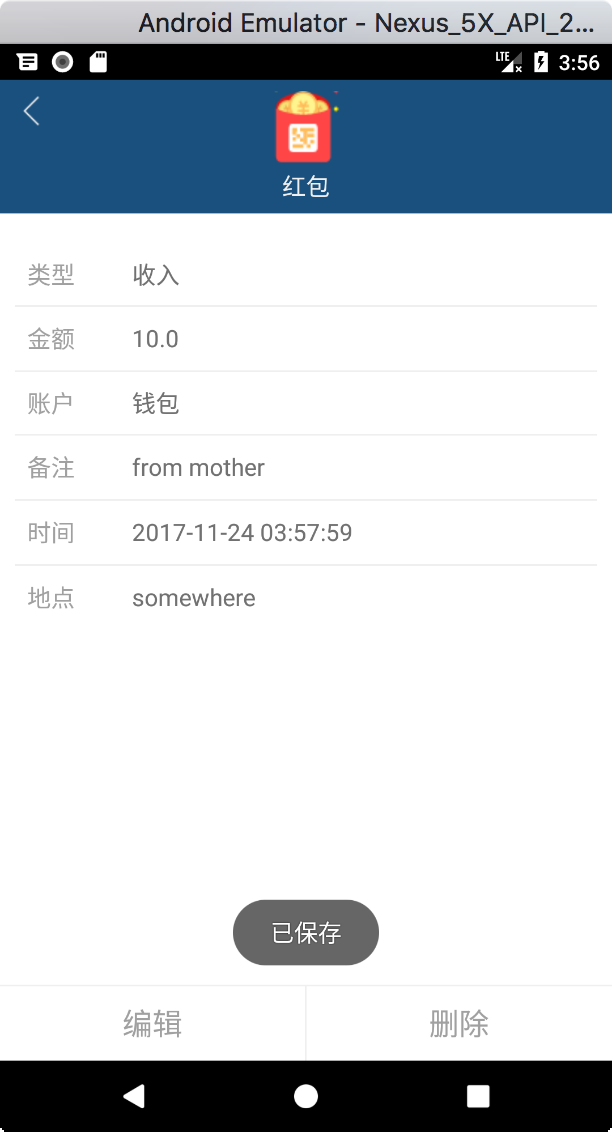 Android Emulator - Nexus_5X_API_2...
LTE 3:56
红包
类型 收入
金额 10.0
账户 钱包
备注 from mother
时间 2017-11-24 03:57:59
地点 somewhere
已保存
编辑 删除